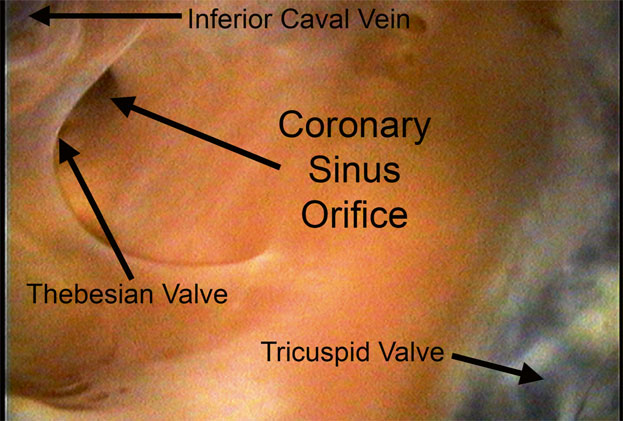 Inferior Caval Vein
Coronary
Sinus
Orifice
Thebesian Valve
Tricuspid Valve